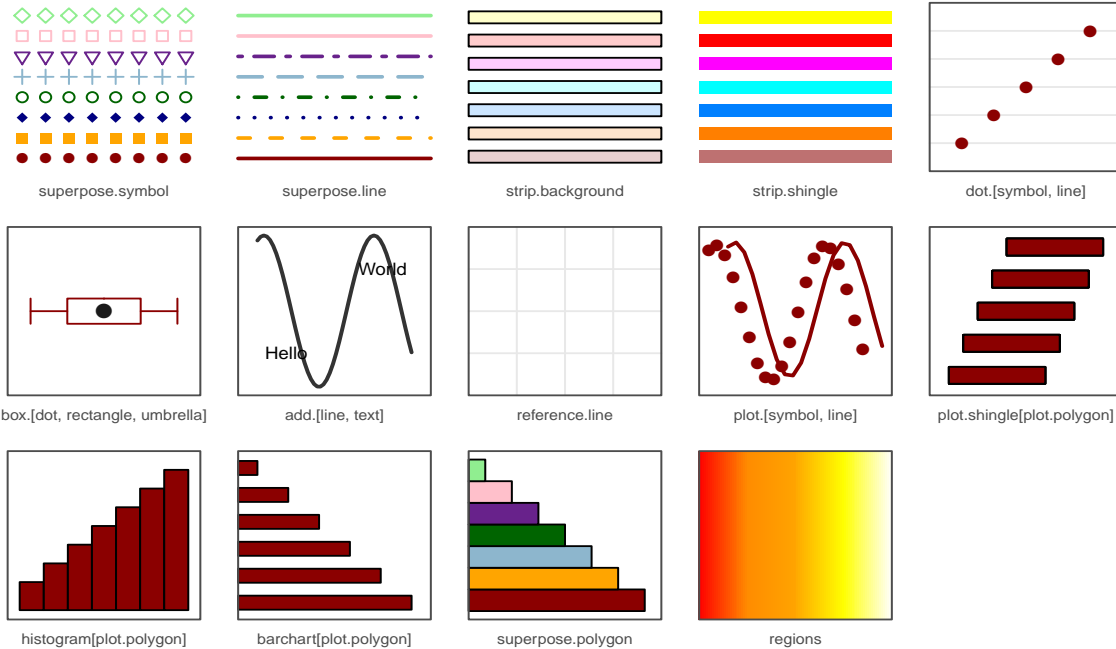 superpose.symbol
superpose.line
strip.background
strip.shingle
dot.[symbol, line]
World
Hello
box.[dot, rectangle, umbrella]
add.[line, text]
reference.line
plot.[symbol, line]
plot.shingle[plot.polygon]
histogram[plot.polygon]
barchart[plot.polygon]
superpose.polygon
regions